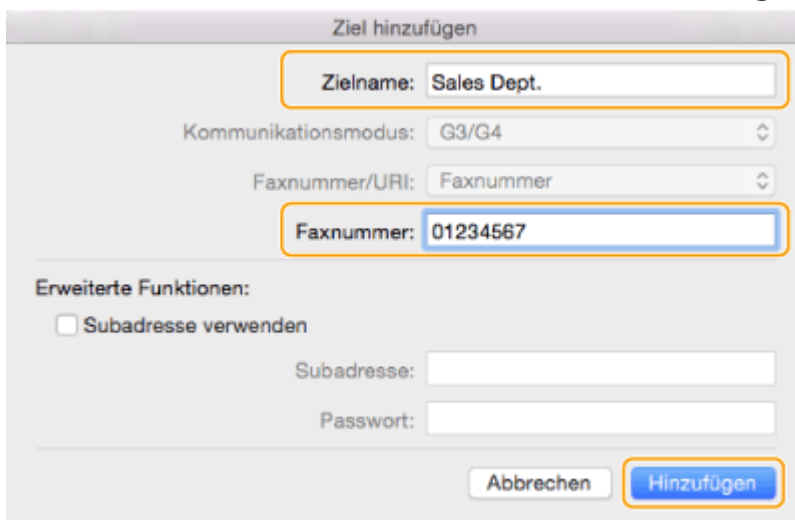 Ziel hinzufügen
Zielname: Sales Dept.
Kommunikationsmodus: G3/G4
Faxnummer/URI: Faxnummer
Faxnummer: 01234567
Erweiterte Funktionen:
Subadresse verwenden
Subadresse:
Passwort:
Abbrechen Hinzufügen